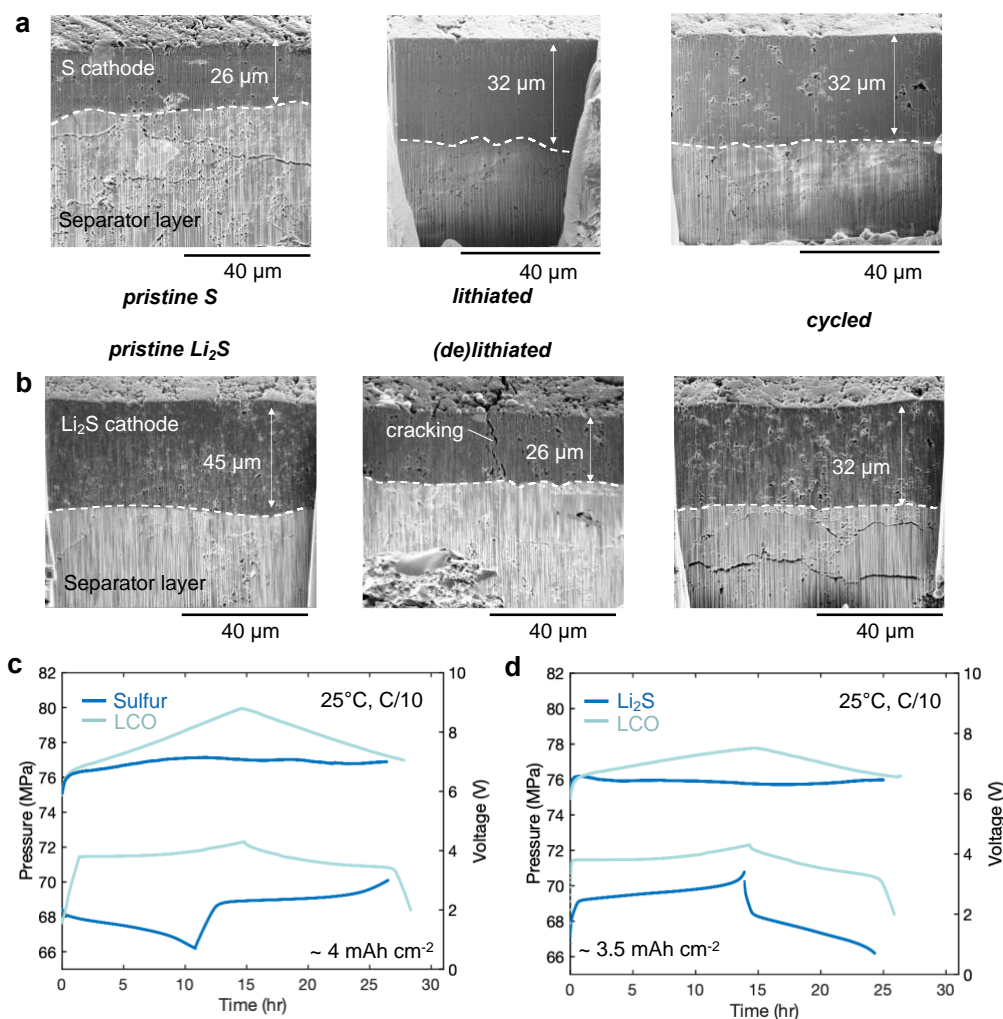 a
S cathode
26 µm
Separator layer
40 µm
pristine S
32 µm
40 µm
lithiated
32 µm
40 µm
cycled
pristine Li₂S
(de)lithiated
b
Li₂S cathode
45 µm
Separator layer
40 µm
cracking
26 µm
40 µm
32 µm
40 µm
c
82
80
78
76
74
72
70
68
66
Pressure (MPa)
Sulfur
LCO
25°C, C/10
~ 4 mAh cm⁻²
10
8
6
4
2
0
Voltage (V)
0 5 10 15 20 25 30
Time (hr)
d
82
80
78
76
74
72
70
68
66
Pressure (MPa)
Li₂S
LCO
25°C, C/10
~ 3.5 mAh cm⁻²
10
8
6
4
2
0
Voltage (V)
0 5 10 15 20 25 30
Time (hr)